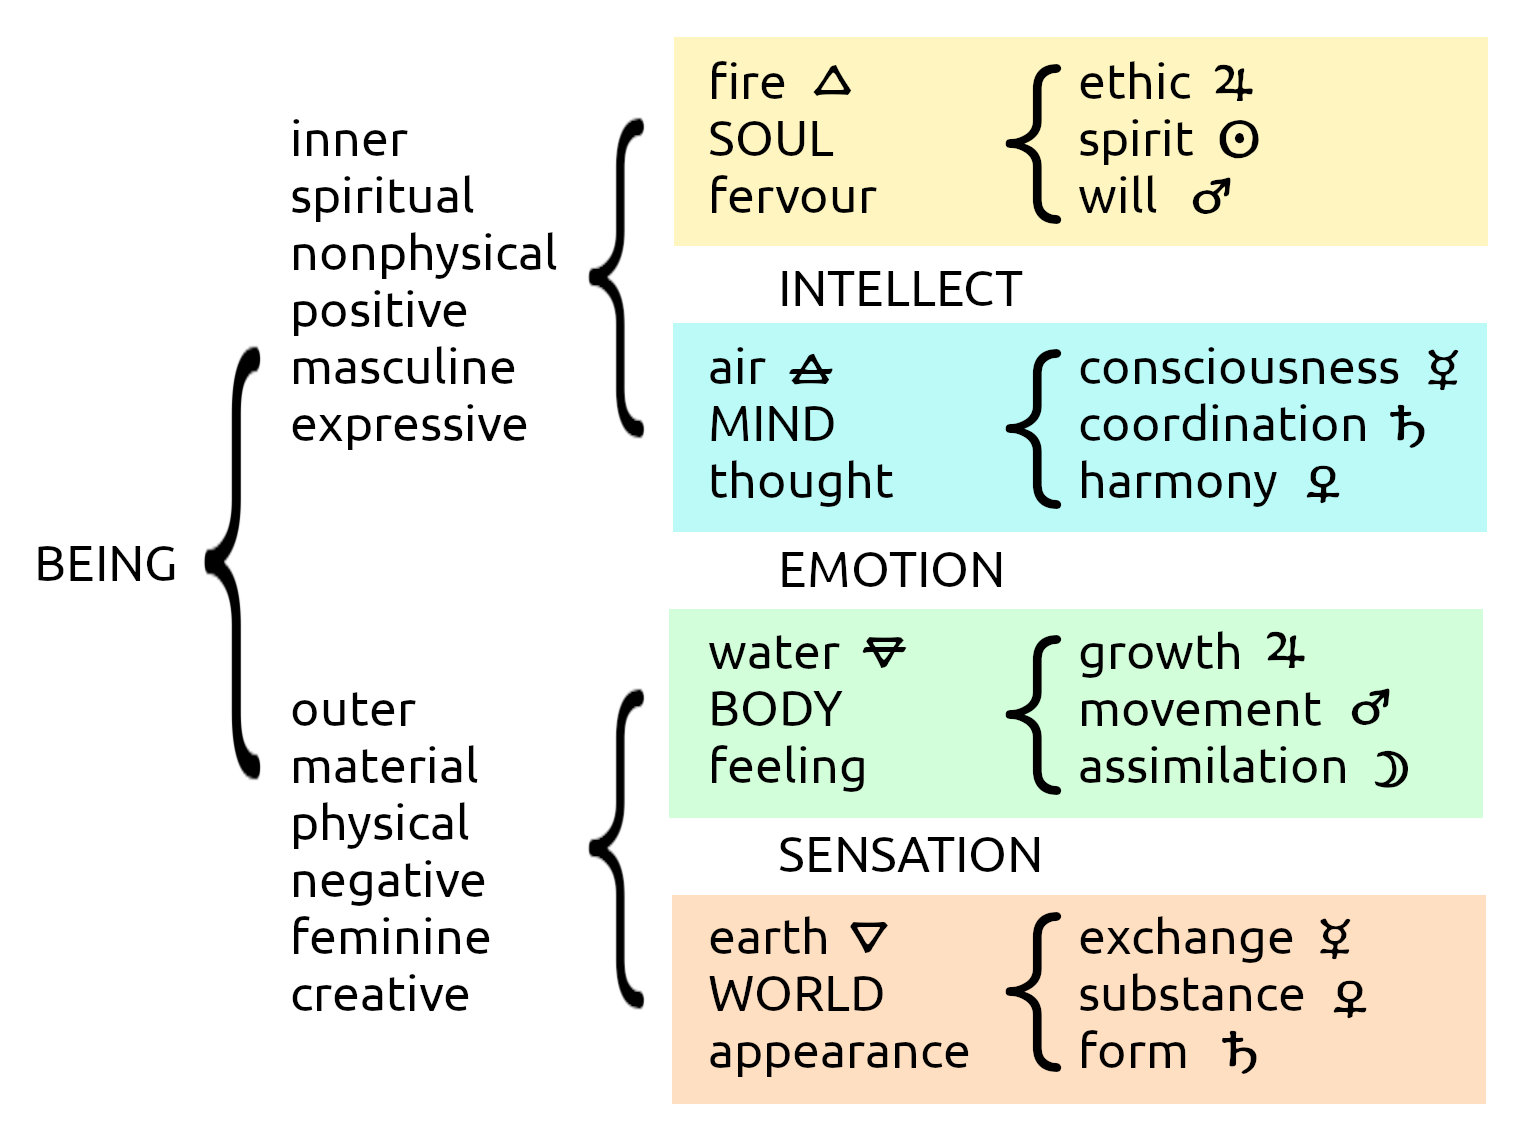 BEING
inner
spiritual
nonphysical
positive
masculine
expressive
outer
material
physical
negative
feminine
creative
fire 🜂
SOUL
fervour
ethic ♃
spirit ☉
will ♂
INTELLECT
air 🜁
MIND
thought
consciousness ☿
coordination ♄
harmony ♀
EMOTION
water 🜄
BODY
feeling
growth ♃
movement ♂
assimilation ☽
SENSATION
earth 🜃
WORLD
appearance
exchange ☿
substance ♀
form ♄